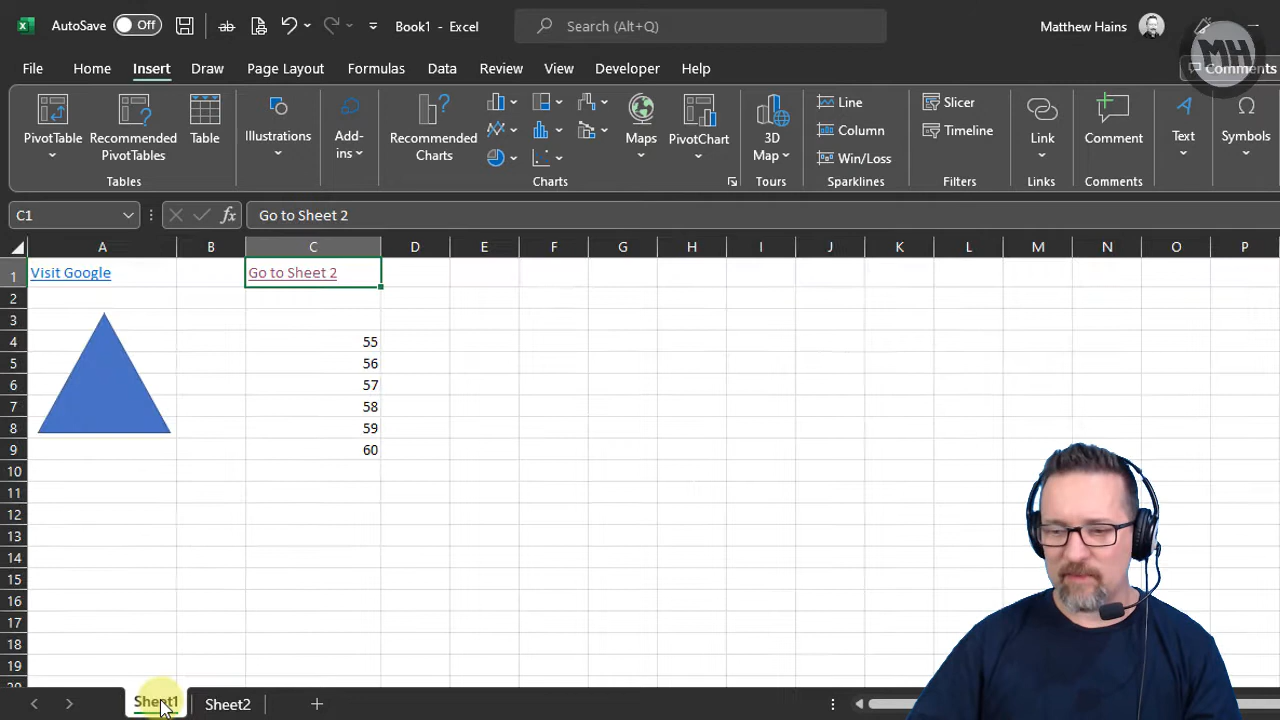 AutoSave Off Book1 - Excel Search (Alt+Q) Matthew Hains MH
File Home Insert Draw Page Layout Formulas Data Review View Developer Help Comments
PivotTable Recommended PivotTables Table Illustrations Add-ins Recommended Charts Maps PivotChart 3D Map Line Column Win/Loss Slicer Timeline Link Comment Text Symbols
Tables Charts Tours Sparklines Filters Links Comments
C1 fx Go to Sheet 2
A B C D E F G H I J K L M N O P
1 Visit Google Go to Sheet 2
2
3
4 55
5 56
6 57
7 58
8 59
9 60
10
11
12
13
14
15
16
17
18
19
Sheet1 Sheet2